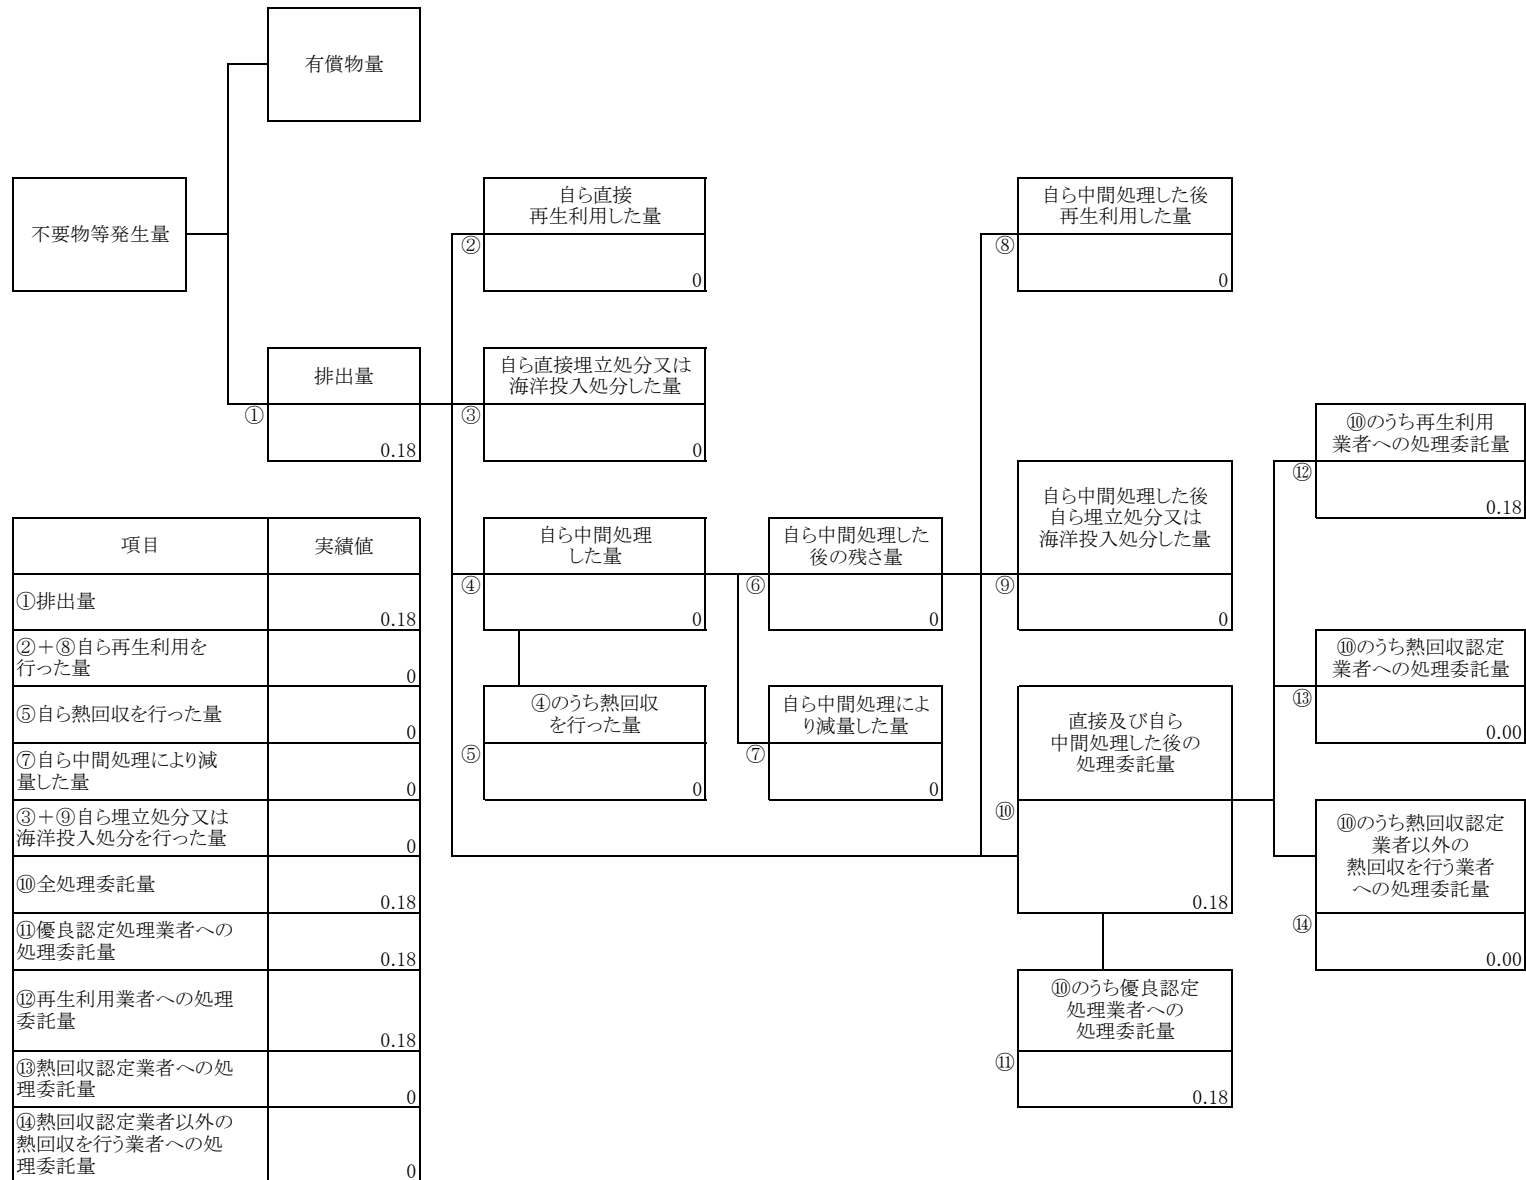 有償物量
不要物等発生量
排出量
①
0.18
自ら直接
再生利用した量
②
0
自ら直接埋立処分又は
海洋投入処分した量
③
0
自ら中間処理
した量
④
0
④のうち熱回収
を行った量
⑤
0
自ら中間処理した
後の残さ量
⑥
0
自ら中間処理によ
り減量した量
⑦
0
自ら中間処理した後
再生利用した量
⑧
0
自ら中間処理した後
自ら埋立処分又は
海洋投入処分した量
⑨
0
直接及び自ら
中間処理した後の
処理委託量
⑩
0.18
⑩のうち優良認定
処理業者への
処理委託量
⑪
0.18
⑩のうち再生利用
業者への処理委託量
⑫
0.18
⑩のうち熱回収認定
業者への処理委託量
⑬
0.00
⑩のうち熱回収認定
業者以外の
熱回収を行う業者
への処理委託量
⑭
0.00
項目 実績値
①排出量
0.18
②＋⑧自ら再生利用を
行った量
0
⑤自ら熱回収を行った量
0
⑦自ら中間処理により減
量した量
0
③＋⑨自ら埋立処分又は
海洋投入処分を行った量
0
⑩全処理委託量
0.18
⑪優良認定処理業者への
処理委託量
0.18
⑫再生利用業者への処理
委託量
0.18
⑬熱回収認定業者への処
理委託量
0
⑭熱回収認定業者以外の
熱回収を行う業者への処
理委託量
0